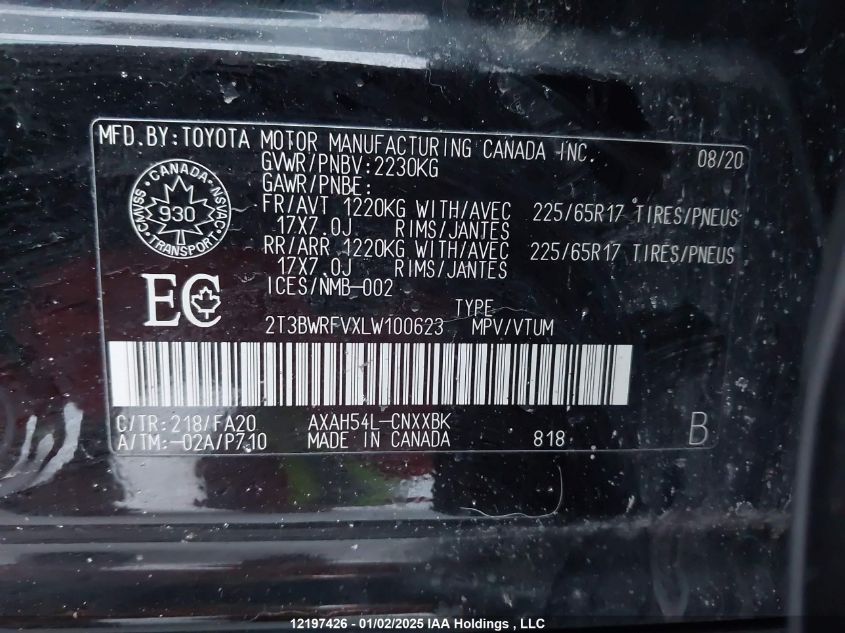 MFD.BY:TOYOTA MOTOR MANUFACTURING CANADA INC. 08/20
GVWR/PNBV:2230KG
GAWR/PNBE:
FR/AVT 1220KG WITH/AVEC 225/65R17 TIRES/PNEUS
17X7.0J RIMS/JANTES
RR/ARR 1220KG WITH/AVEC 225/65R17 TIRES/PNEUS
17X7.0J RIMS/JANTES
ICES/NMB-002
CANADA
CMVSS 930 NSVAC
TRANSPORT
EC
TYPE
2T3BWRFVXLW100623 MPV/VTUM
C/TR:218/FA20 AXAH54L-CNXXBK
A/TM:-02A/P710 MADE IN CANADA 818 B
12197426 - 01/02/2025 IAA Holdings , LLC